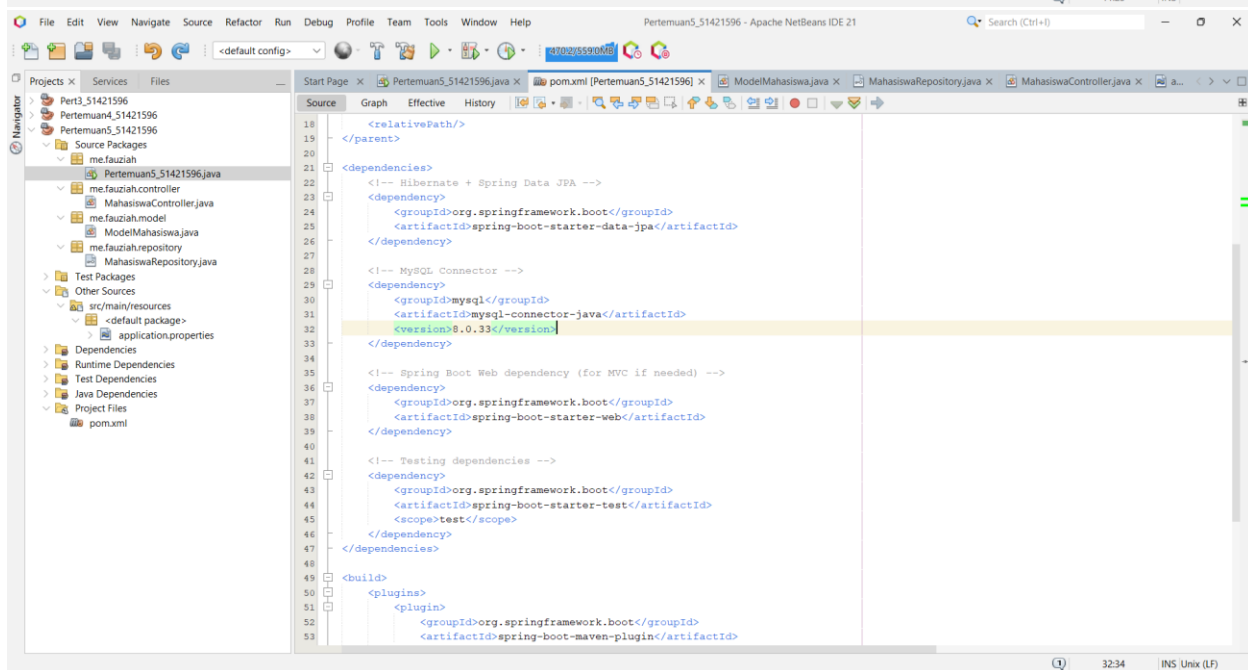 File Edit View Navigate Source Refactor Run Debug Profile Team Tools Window Help Pertemuan5_51421596 - Apache NetBeans IDE 21 Search (Ctrl+I)
<default config> 470.2/559.0MB
Projects Services Files
Start Page Pertemuan5_51421596.java pom.xml [Pertemuan5_51421596] ModelMahasiswa.java MahasiswaRepository.java MahasiswaController.java a...
Navigator
Pert3_51421596
Pertemuan4_51421596
Pertemuan5_51421596
Source Packages
me.fauziah
Pertemuan5_51421596.java
me.fauziah.controller
MahasiswaController.java
me.fauziah.model
ModelMahasiswa.java
me.fauziah.repository
MahasiswaRepository.java
Test Packages
Other Sources
src/main/resources
<default package>
application.properties
Dependencies
Runtime Dependencies
Test Dependencies
Java Dependencies
Project Files
pom.xml
Source Graph Effective History
18 <relativePath/>
19 </parent>
20
21 <dependencies>
22 <!-- Hibernate + Spring Data JPA -->
23 <dependency>
24 <groupId>org.springframework.boot</groupId>
25 <artifactId>spring-boot-starter-data-jpa</artifactId>
26 </dependency>
27
28 <!-- MySQL Connector -->
29 <dependency>
30 <groupId>mysql</groupId>
31 <artifactId>mysql-connector-java</artifactId>
32 <version>8.0.33</version>
33 </dependency>
34
35 <!-- Spring Boot Web dependency (for MVC if needed) -->
36 <dependency>
37 <groupId>org.springframework.boot</groupId>
38 <artifactId>spring-boot-starter-web</artifactId>
39 </dependency>
40
41 <!-- Testing dependencies -->
42 <dependency>
43 <groupId>org.springframework.boot</groupId>
44 <artifactId>spring-boot-starter-test</artifactId>
45 <scope>test</scope>
46 </dependency>
47 </dependencies>
48
49 <build>
50 <plugins>
51 <plugin>
52 <groupId>org.springframework.boot</groupId>
53 <artifactId>spring-boot-maven-plugin</artifactId>
1 32:34 INS Unix (LF)